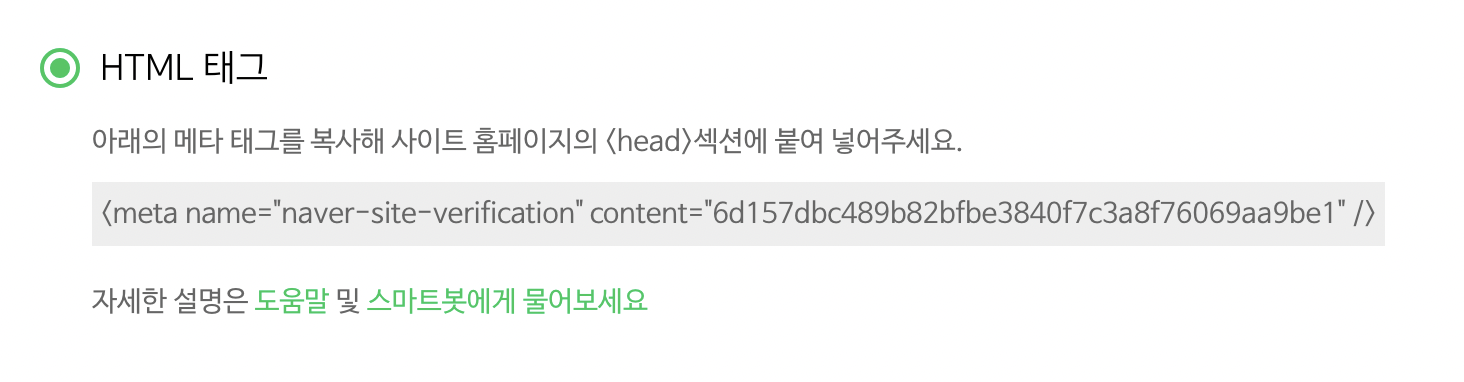 HTML 태그
아래의 메타 태그를 복사해 사이트 홈페이지의 <head>섹션에 붙여 넣어주세요.
<meta name="naver-site-verification" content="6d157dbc489b82bfbe3840f7c3a8f76069aa9be1" />
자세한 설명은 도움말 및 스마트봇에게 물어보세요